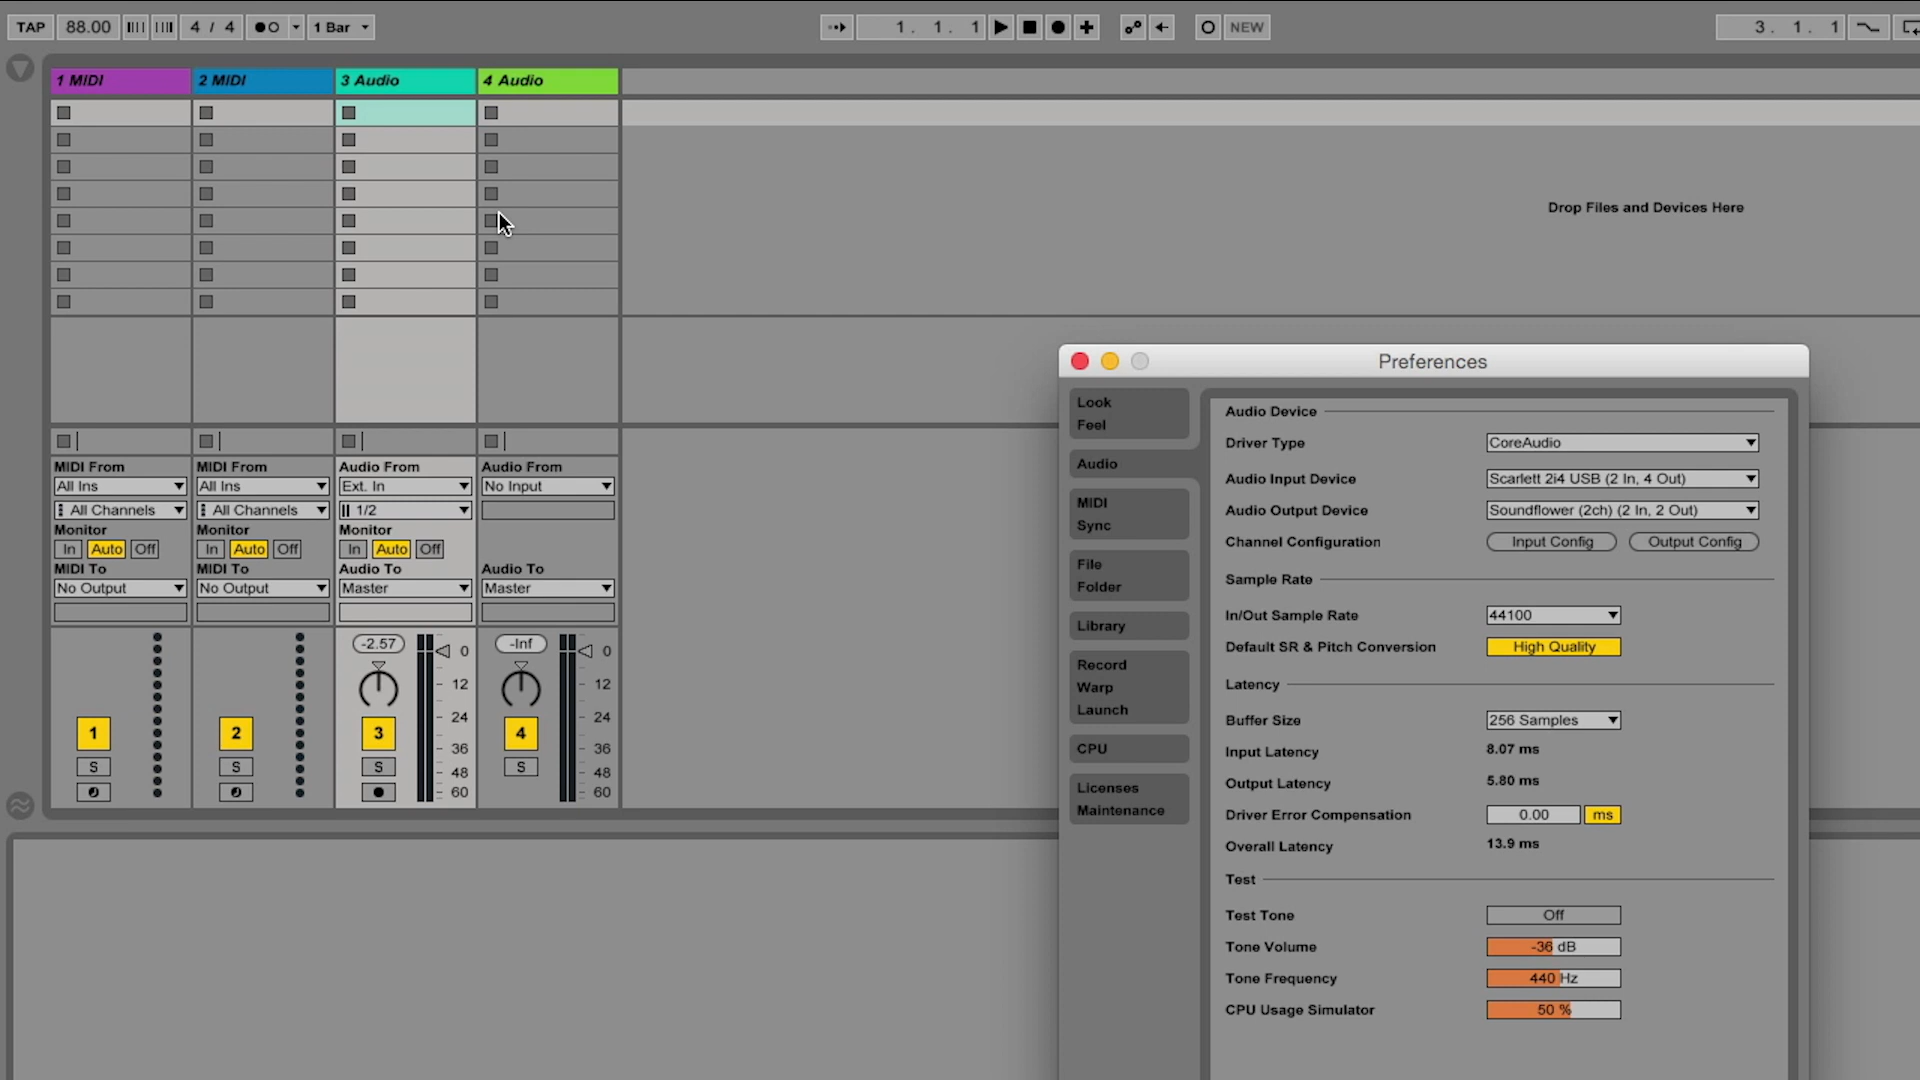 TAP 88.00 4 / 4 1 Bar 1. 1. 1 NEW 3. 1. 1
1 MIDI 2 MIDI 3 Audio 4 Audio
Drop Files and Devices Here
MIDI From MIDI From Audio From Audio From
All Ins All Ins Ext. In No Input
All Channels All Channels 1/2
Monitor Monitor Monitor
In Auto Off In Auto Off In Auto Off
MIDI To MIDI To Audio To Audio To
No Output No Output Master Master
-2.57 0 -Inf 0
12 12
24 24
1 2 3 4
36 36
S S S S
48 48
60 60
Preferences
Look
Feel
Audio
MIDI
Sync
File
Folder
Library
Record
Warp
Launch
CPU
Licenses
Maintenance
Audio Device
Driver Type CoreAudio
Audio Input Device Scarlett 2i4 USB (2 In, 4 Out)
Audio Output Device Soundflower (2ch) (2 In, 2 Out)
Channel Configuration Input Config Output Config
Sample Rate
In/Out Sample Rate 44100
Default SR & Pitch Conversion High Quality
Latency
Buffer Size 256 Samples
Input Latency 8.07 ms
Output Latency 5.80 ms
Driver Error Compensation 0.00 ms
Overall Latency 13.9 ms
Test
Test Tone Off
Tone Volume -36 dB
Tone Frequency 440 Hz
CPU Usage Simulator 50 %